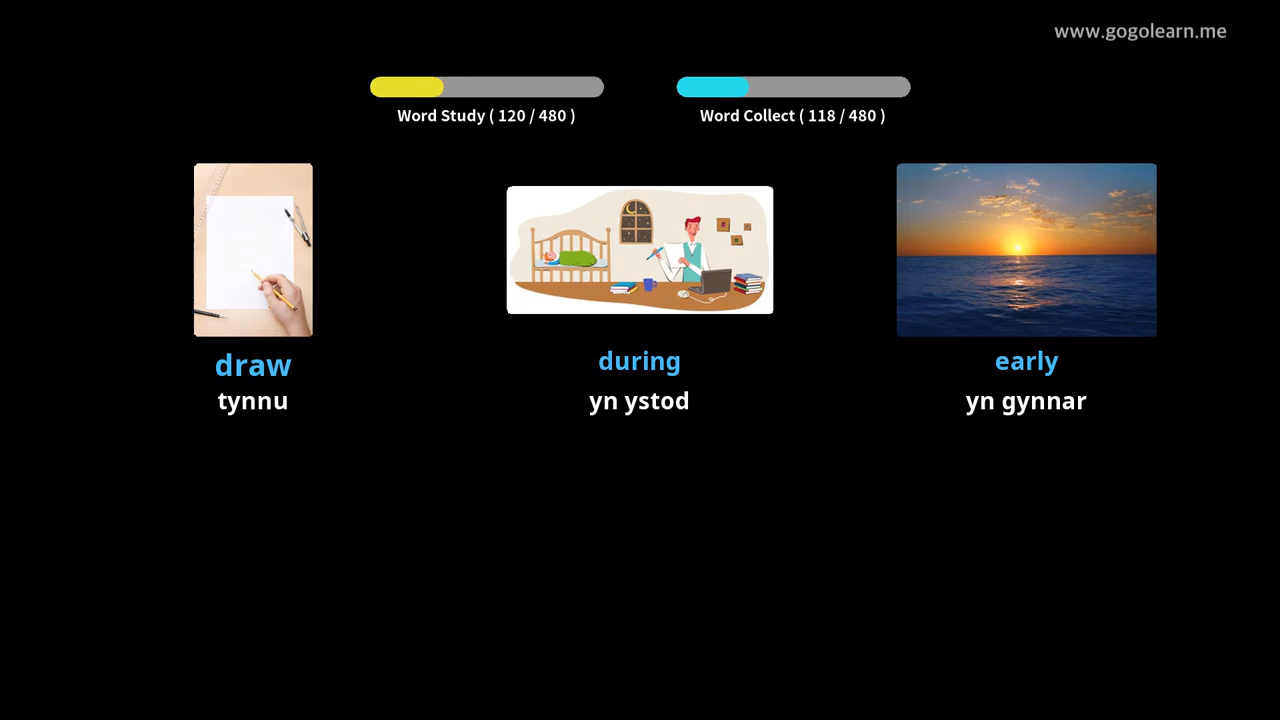 www.gogolearn.me
Word Study ( 120 / 480 )
Word Collect ( 118 / 480 )
draw
tynnu
during
yn ystod
early
yn gynnar